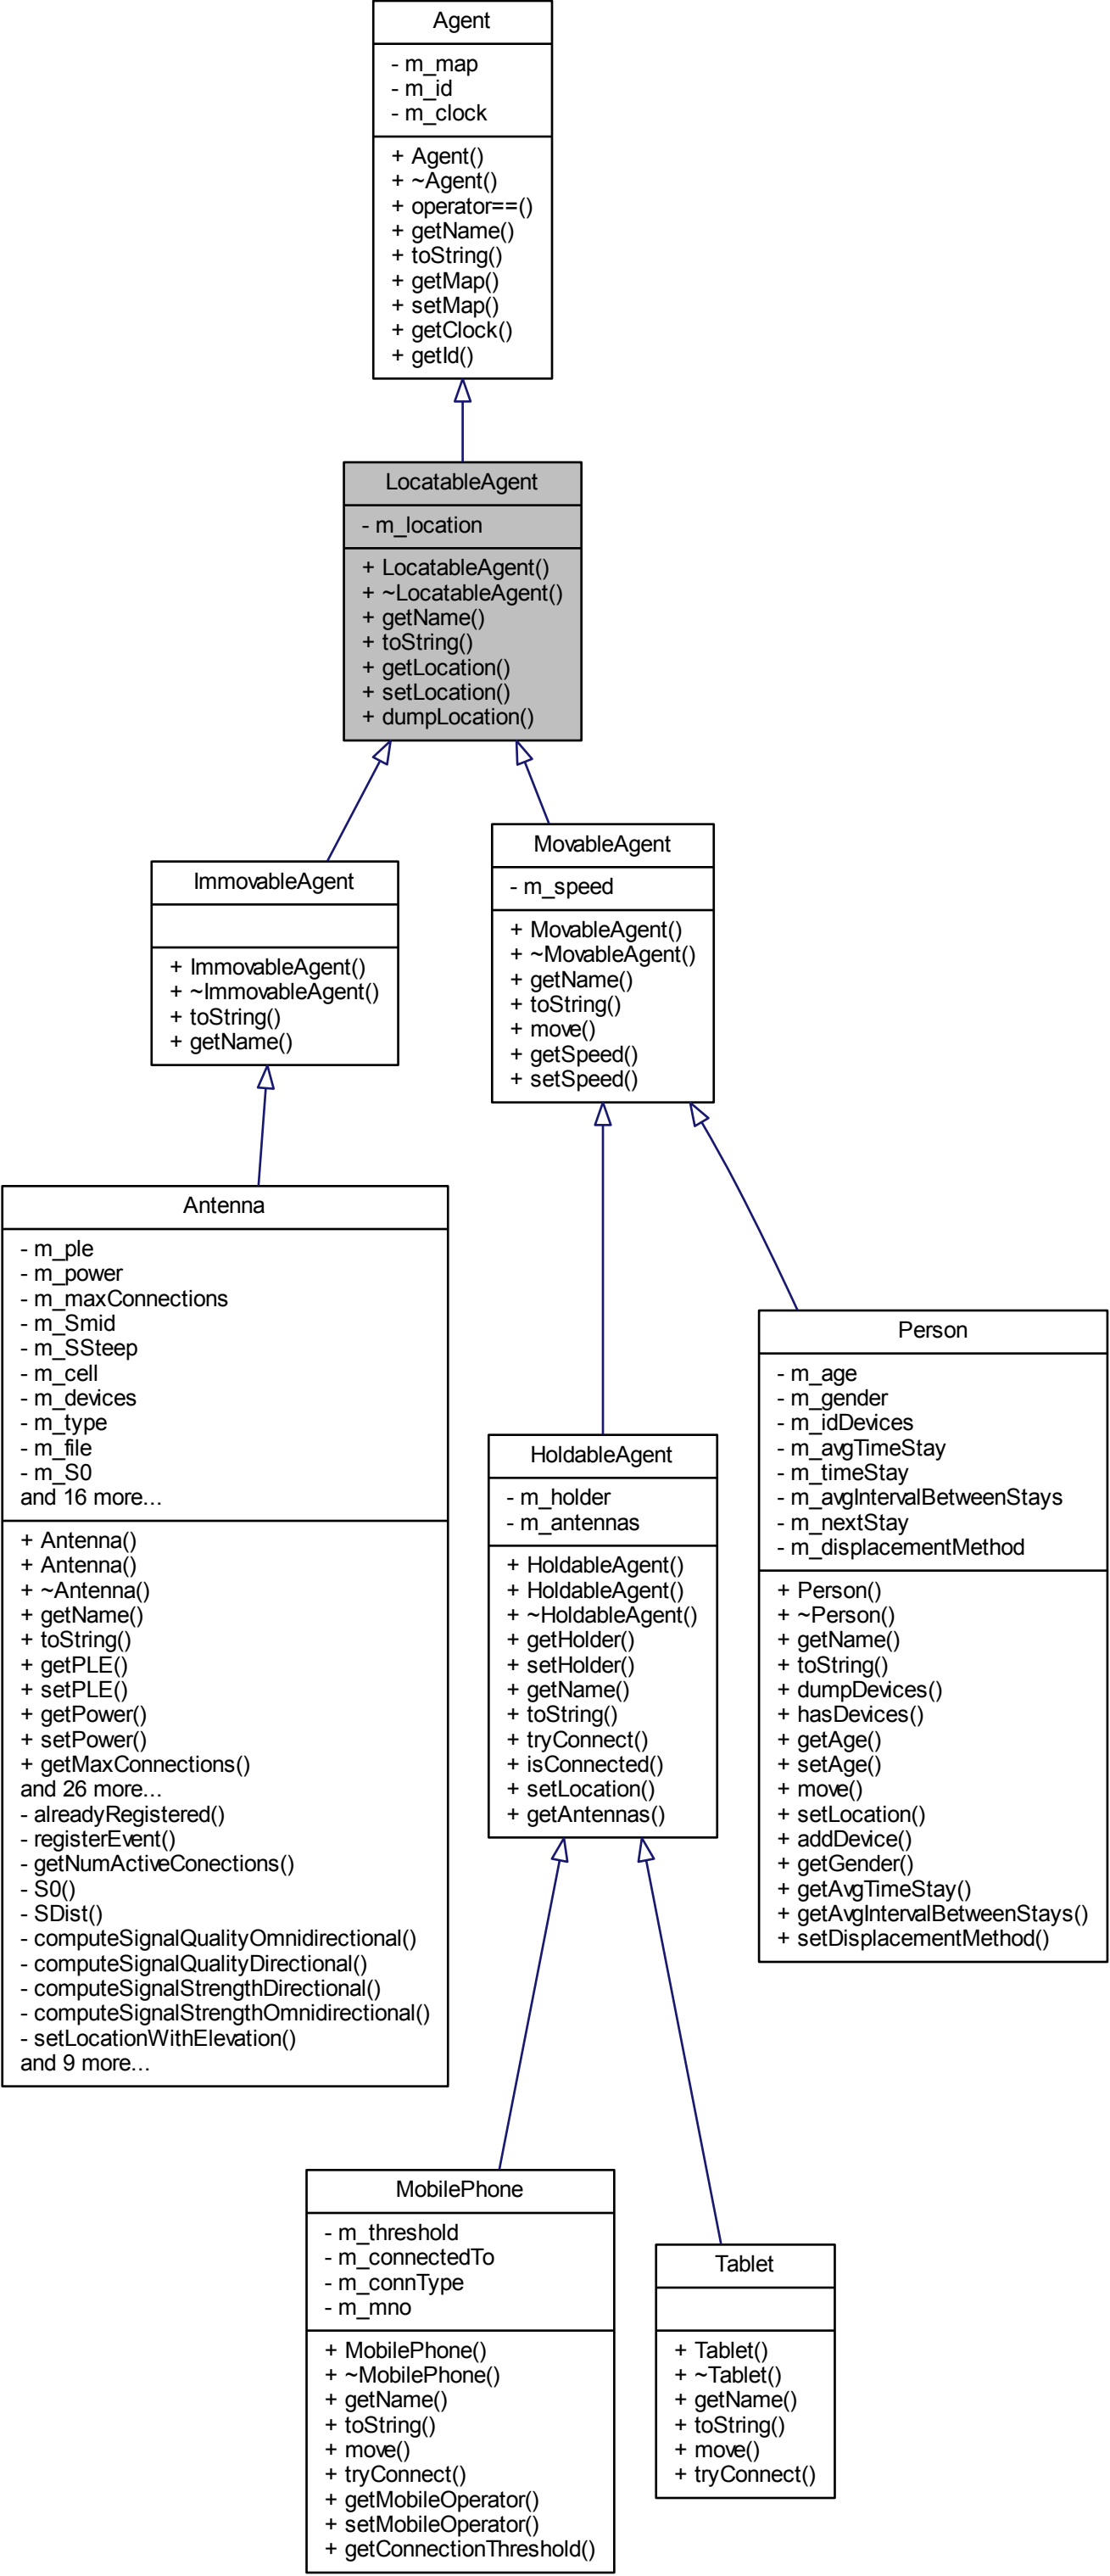 Agent
- m_map
- m_id
- m_clock
+ Agent()
+ ~Agent()
+ operator==()
+ getName()
+ toString()
+ getMap()
+ setMap()
+ getClock()
+ getId()
LocatableAgent
- m_location
+ LocatableAgent()
+ ~LocatableAgent()
+ getName()
+ toString()
+ getLocation()
+ setLocation()
+ dumpLocation()
ImmovableAgent
+ ImmovableAgent()
+ ~ImmovableAgent()
+ toString()
+ getName()
MovableAgent
- m_speed
+ MovableAgent()
+ ~MovableAgent()
+ getName()
+ toString()
+ move()
+ getSpeed()
+ setSpeed()
Antenna
- m_ple
- m_power
- m_maxConnections
- m_Smid
- m_SSteep
- m_cell
- m_devices
- m_type
- m_file
- m_S0
and 16 more...
+ Antenna()
+ Antenna()
+ ~Antenna()
+ getName()
+ toString()
+ getPLE()
+ setPLE()
+ getPower()
+ setPower()
+ getMaxConnections()
and 26 more...
- alreadyRegistered()
- registerEvent()
- getNumActiveConections()
- S0()
- SDist()
- computeSignalQualityOmnidirectional()
- computeSignalQualityDirectional()
- computeSignalStrengthDirectional()
- computeSignalStrengthOmnidirectional()
- setLocationWithElevation()
and 9 more...
HoldableAgent
- m_holder
- m_antennas
+ HoldableAgent()
+ HoldableAgent()
+ ~HoldableAgent()
+ getHolder()
+ setHolder()
+ getName()
+ toString()
+ tryConnect()
+ isConnected()
+ setLocation()
+ getAntennas()
Person
- m_age
- m_gender
- m_idDevices
- m_avgTimeStay
- m_timeStay
- m_avgIntervalBetweenStays
- m_nextStay
- m_displacementMethod
+ Person()
+ ~Person()
+ getName()
+ toString()
+ dumpDevices()
+ hasDevices()
+ getAge()
+ setAge()
+ move()
+ setLocation()
+ addDevice()
+ getGender()
+ getAvgTimeStay()
+ getAvgIntervalBetweenStays()
+ setDisplacementMethod()
MobilePhone
- m_threshold
- m_connectedTo
- m_connType
- m_mno
+ MobilePhone()
+ ~MobilePhone()
+ getName()
+ toString()
+ move()
+ tryConnect()
+ getMobileOperator()
+ setMobileOperator()
+ getConnectionThreshold()
Tablet
+ Tablet()
+ ~Tablet()
+ getName()
+ toString()
+ move()
+ tryConnect()